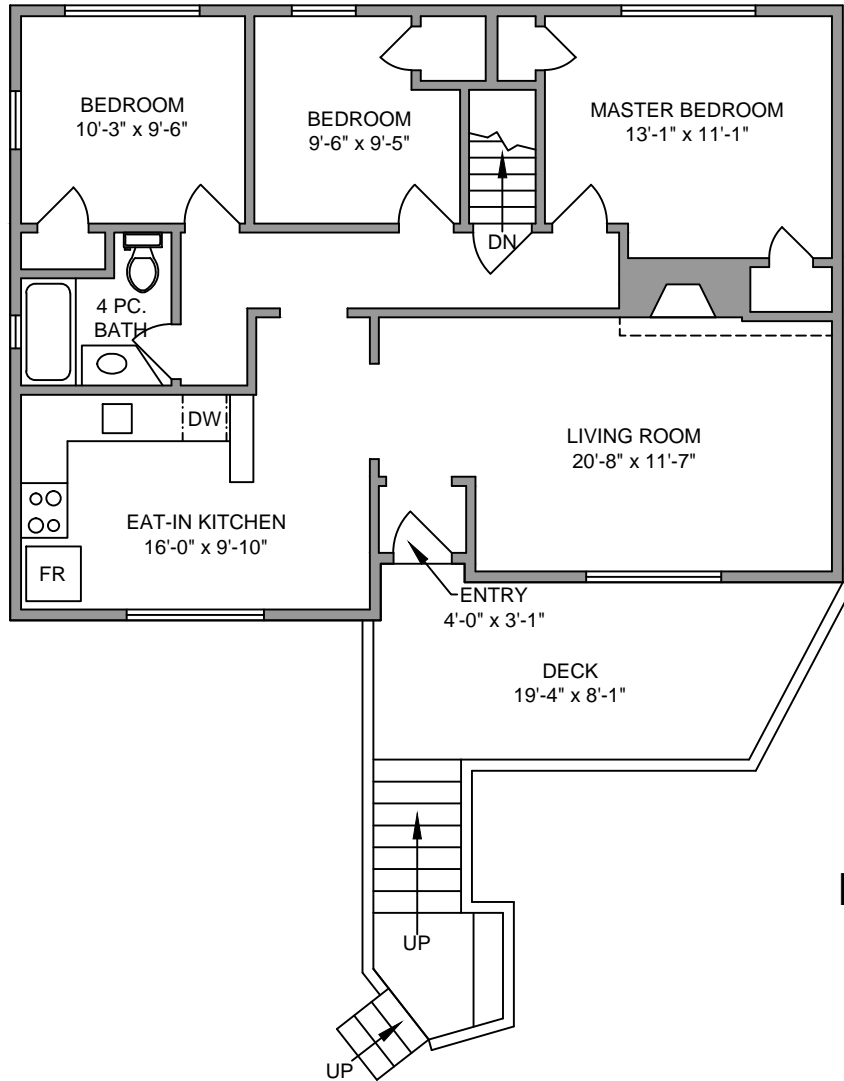 BEDROOM
10'-3" x 9'-6"
BEDROOM
9'-6" x 9'-5"
MASTER BEDROOM
13'-1" x 11'-1"
DN
4 PC.
BATH
DW
LIVING ROOM
20'-8" x 11'-7"
EAT-IN KITCHEN
16'-0" x 9'-10"
FR
ENTRY
4'-0" x 3'-1"
DECK
19'-4" x 8'-1"
UP
UP